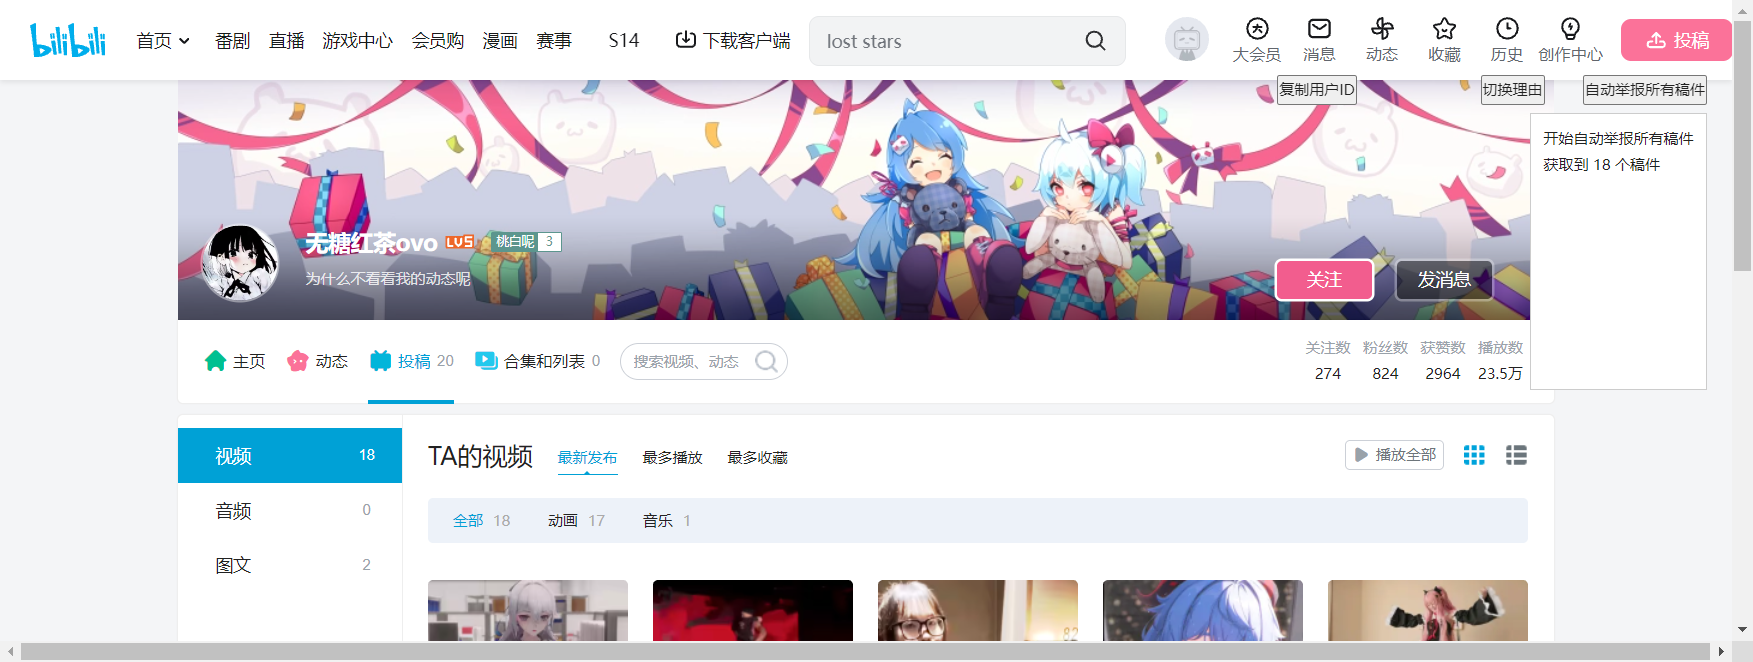 bilibili
首页
番剧
直播
游戏中心
会员购
漫画
赛事
S14
下载客户端
lost stars
大会员
消息
动态
收藏
历史
创作中心
投稿
复制用户ID
切换理由
自动举报所有稿件
开始自动举报所有稿件
获取到 18 个稿件
无糖红茶ovo LV5 桃白呢 3
为什么不看看我的动态呢
关注
发消息
主页
动态
投稿 20
合集和列表 0
搜索视频、动态
关注数 粉丝数 获赞数 播放数
274 824 2964 23.5万
视频 18
音频 0
图文 2
TA的视频
最新发布
最多播放
最多收藏
播放全部
全部 18
动画 17
音乐 1
82